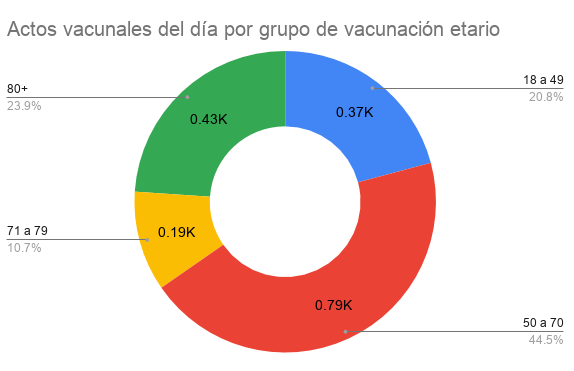 Actos vacunales del día por grupo de vacunación etario
80+
23.9%
18 a 49
20.8%
0.43K
0.37K
71 a 79
10.7%
0.19K
0.79K
50 a 70
44.5%